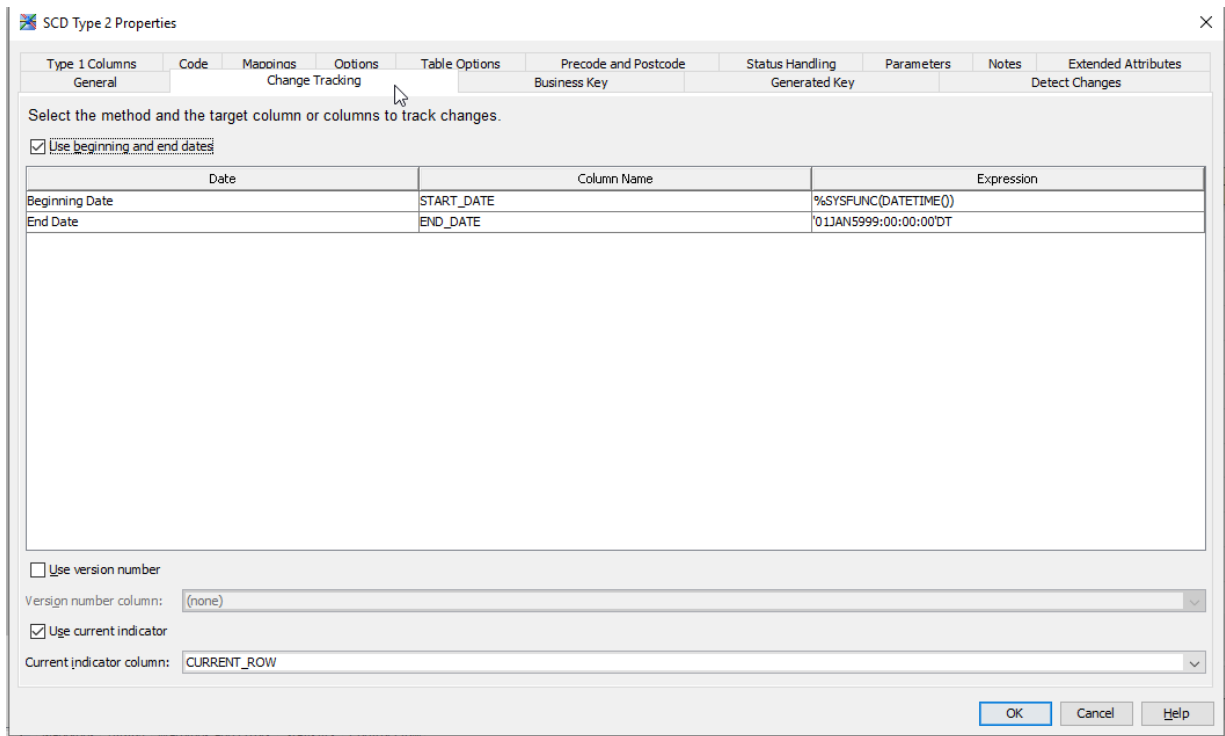 SCD Type 2 Properties
Type 1 Columns Code Mappings Options Table Options Precode and Postcode Status Handling Parameters Notes Extended Attributes
General Change Tracking Business Key Generated Key Detect Changes
Select the method and the target column or columns to track changes.
Use beginning and end dates
Date Column Name Expression
Beginning Date START_DATE %SYSFUNC(DATETIME())
End Date END_DATE '01JAN5999:00:00:00'DT
Use version number
Version number column: (none)
Use current indicator
Current indicator column: CURRENT_ROW
OK Cancel Help